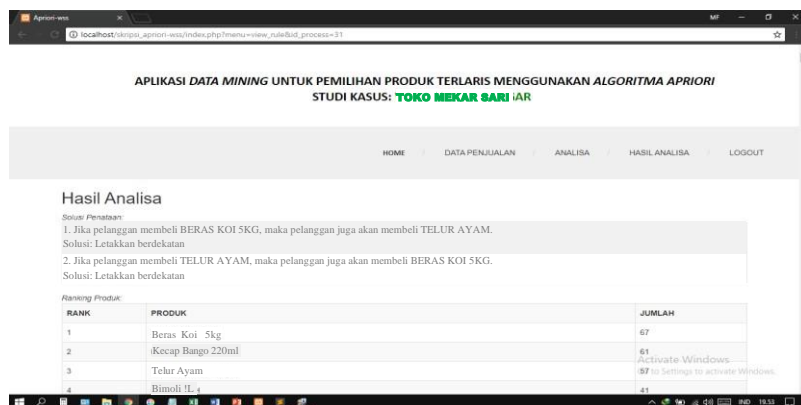 Apriori-wss
MF
localhost/skripsi_apriori-wss/index.php?menu=view_rule&id_process=31
APLIKASI DATA MINING UNTUK PEMILIHAN PRODUK TERLARIS MENGGUNAKAN ALGORITMA APRIORI
STUDI KASUS: TOKO MEKAR SARI AR
HOME / DATA PENJUALAN / ANALISA / HASIL ANALISA / LOGOUT
Hasil Analisa
Solusi Penataan:
1. Jika pelanggan membeli BERAS KOI 5KG, maka pelanggan juga akan membeli TELUR AYAM.
Solusi: Letakkan berdekatan
2. Jika pelanggan membeli TELUR AYAM, maka pelanggan juga akan membeli BERAS KOI 5KG.
Solusi: Letakkan berdekatan
Ranking Produk:
RANK PRODUK JUMLAH
1 Beras Koi 5kg 67
2 Kecap Bango 220ml 61
Activate Windows
3 Telur Ayam 57
to Settings to activate Windows.
4 Bimoli !L 41
IND 19.53